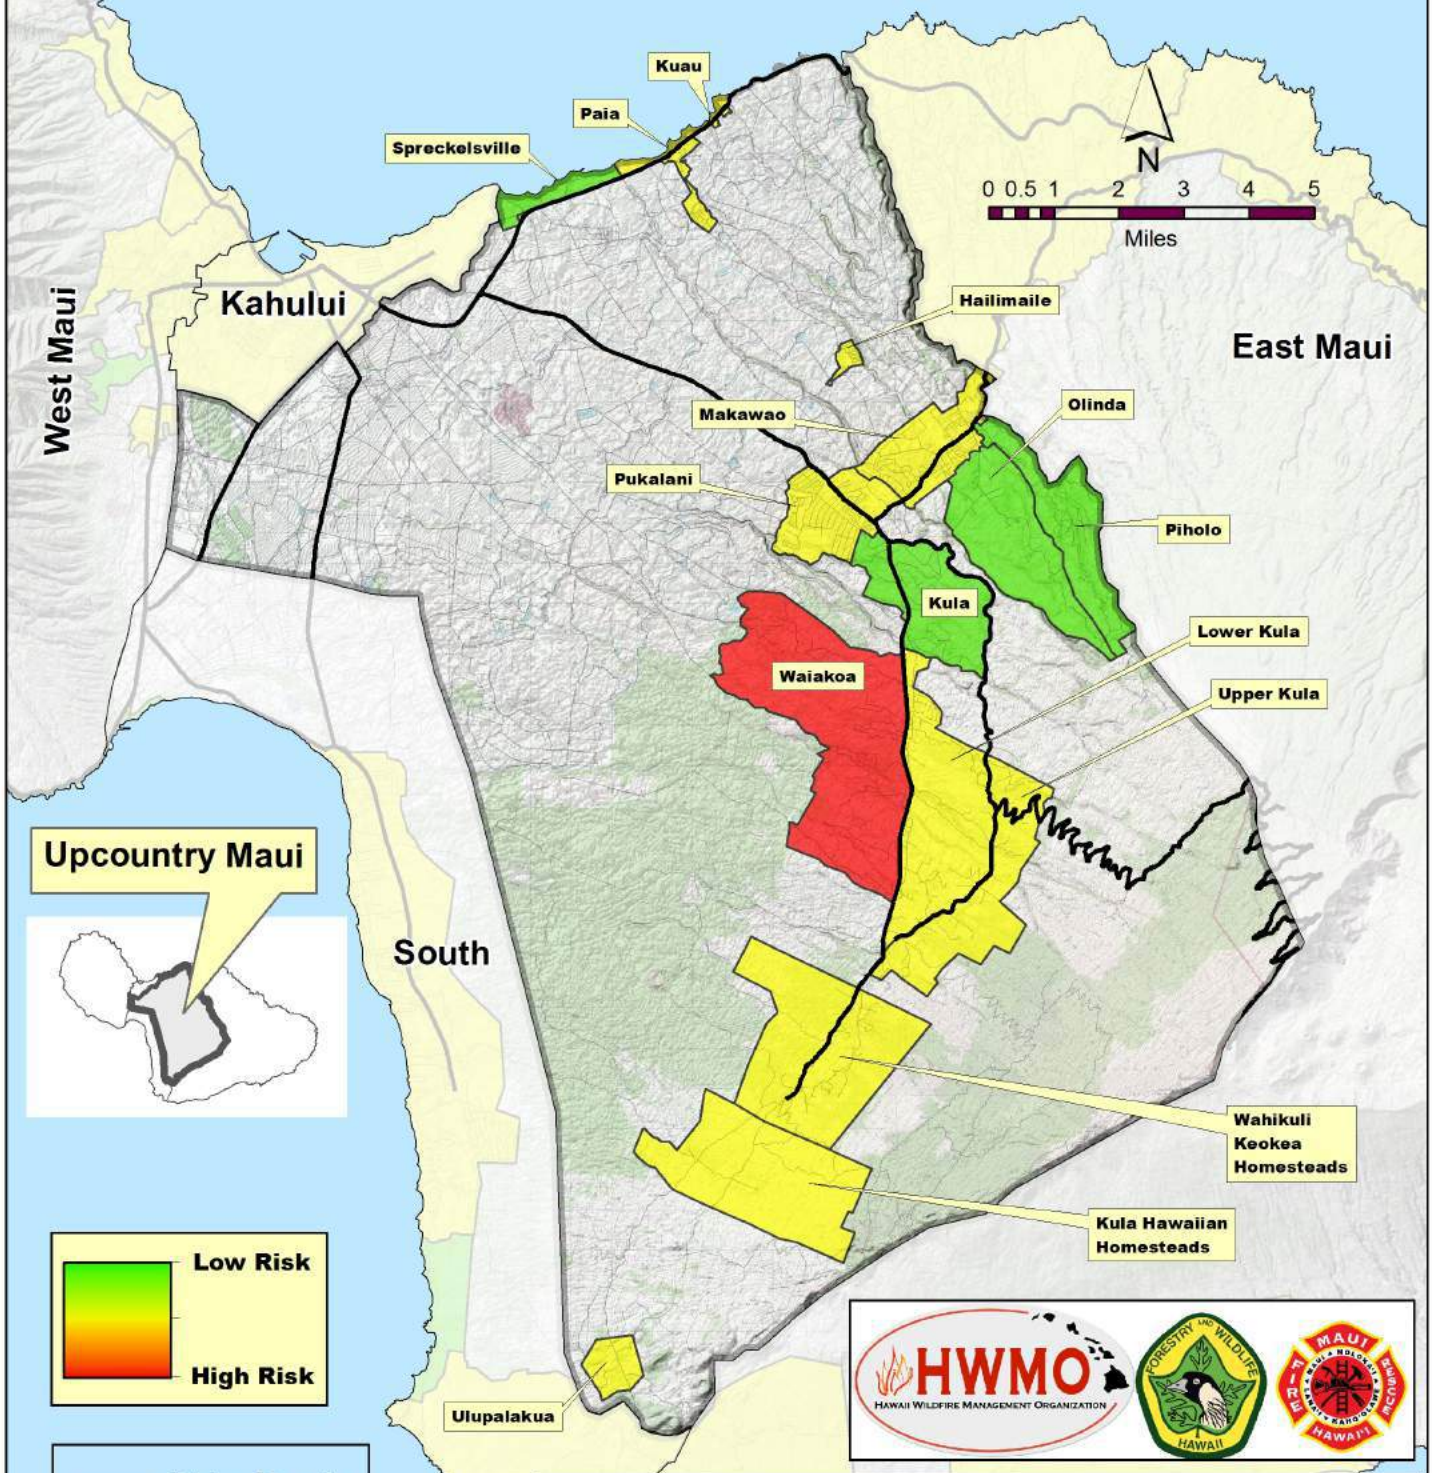 Kuau
Paia
Spreckelsville
N
0 0.5 1 2 3 4 5
Miles
Kahului
West Maui
Hailimaile
East Maui
Olinda
Makawao
Pukalani
Piholo
Kula
Lower Kula
Waiakoa
Upper Kula
Upcountry Maui
South
Wahikuli
Keokea
Homesteads
Kula Hawaiian
Homesteads
Low Risk
High Risk
Ulupalakua
HWMO
HAWAII WILDFIRE MANAGEMENT ORGANIZATION
FORESTRY AND WILDLIFE
HAWAII
MAUI
FIRE
RESCUE
HAWAI'I